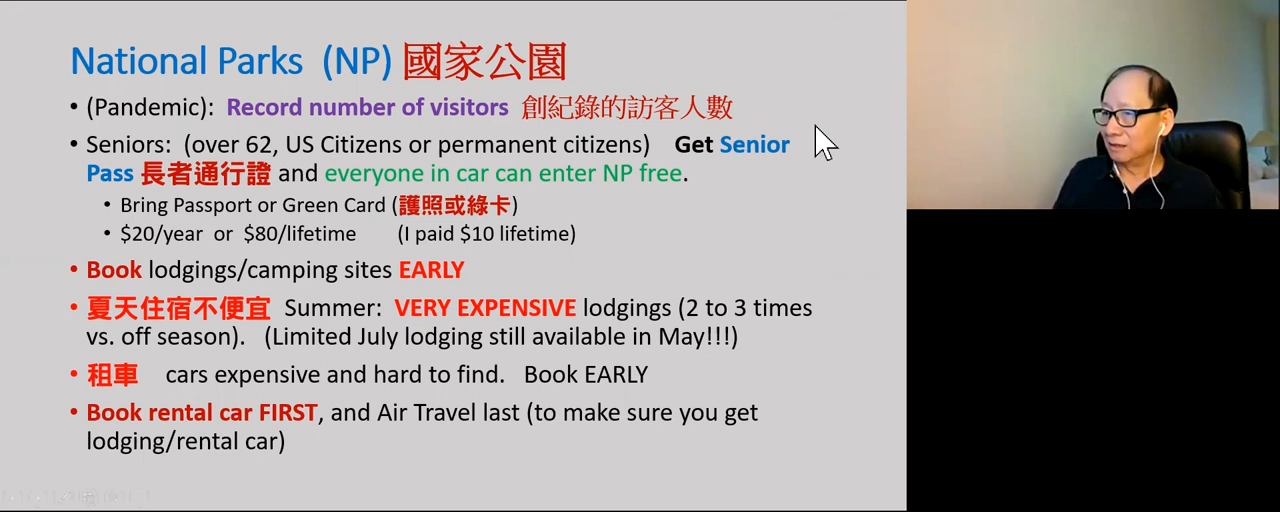 National Parks (NP) 國家公園
• (Pandemic): Record number of visitors 創紀錄的訪客人數
• Seniors: (over 62, US Citizens or permanent citizens) Get Senior
Pass 長者通行證 and everyone in car can enter NP free.
• Bring Passport or Green Card (護照或綠卡)
• $20/year or $80/lifetime (I paid $10 lifetime)
• Book lodgings/camping sites EARLY
• 夏天住宿不便宜 Summer: VERY EXPENSIVE lodgings (2 to 3 times
vs. off season). (Limited July lodging still available in May!!!)
• 租車 cars expensive and hard to find. Book EARLY
• Book rental car FIRST, and Air Travel last (to make sure you get
lodging/rental car)